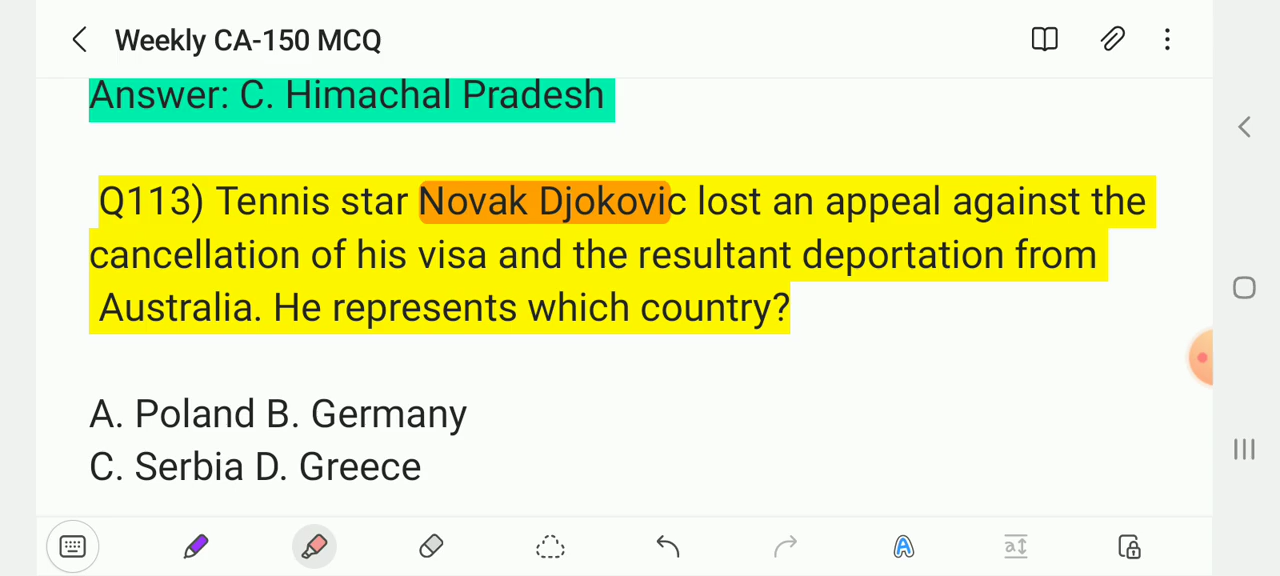 Weekly CA-150 MCQ
Answer: C. Himachal Pradesh
Q113) Tennis star Novak Djokovic lost an appeal against the
cancellation of his visa and the resultant deportation from
Australia. He represents which country?
A. Poland B. Germany
C. Serbia D. Greece